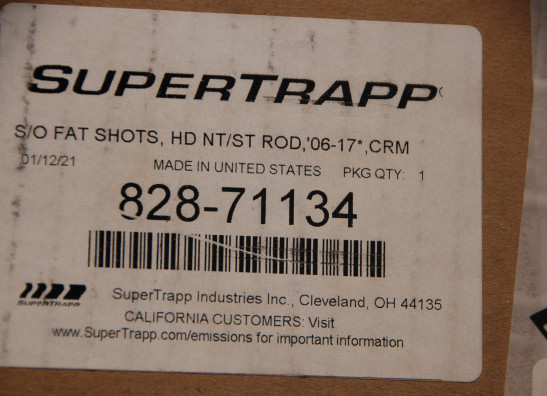 SUPERTRAPP
S/O FAT SHOTS, HD NT/ST ROD,'06-17*,CRM
01/12/21 MADE IN UNITED STATES PKG QTY: 1
828-71134
SUPERTRAPP
SuperTrapp Industries Inc., Cleveland, OH 44135
CALIFORNIA CUSTOMERS: Visit
www.SuperTrapp.com/emissions for important information